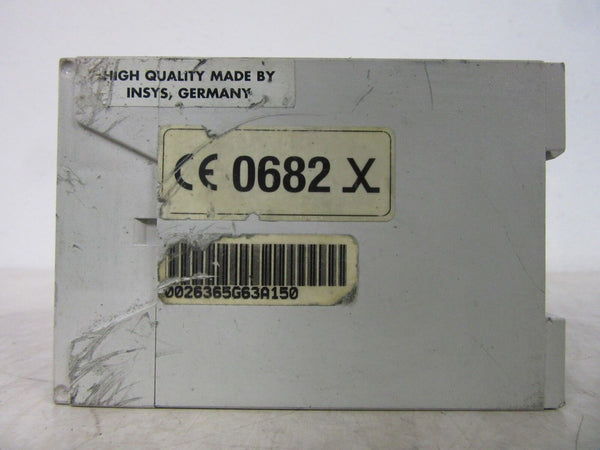 HIGH QUALITY MADE BY
INSYS, GERMANY
CE 0682 X
0026365G63A150